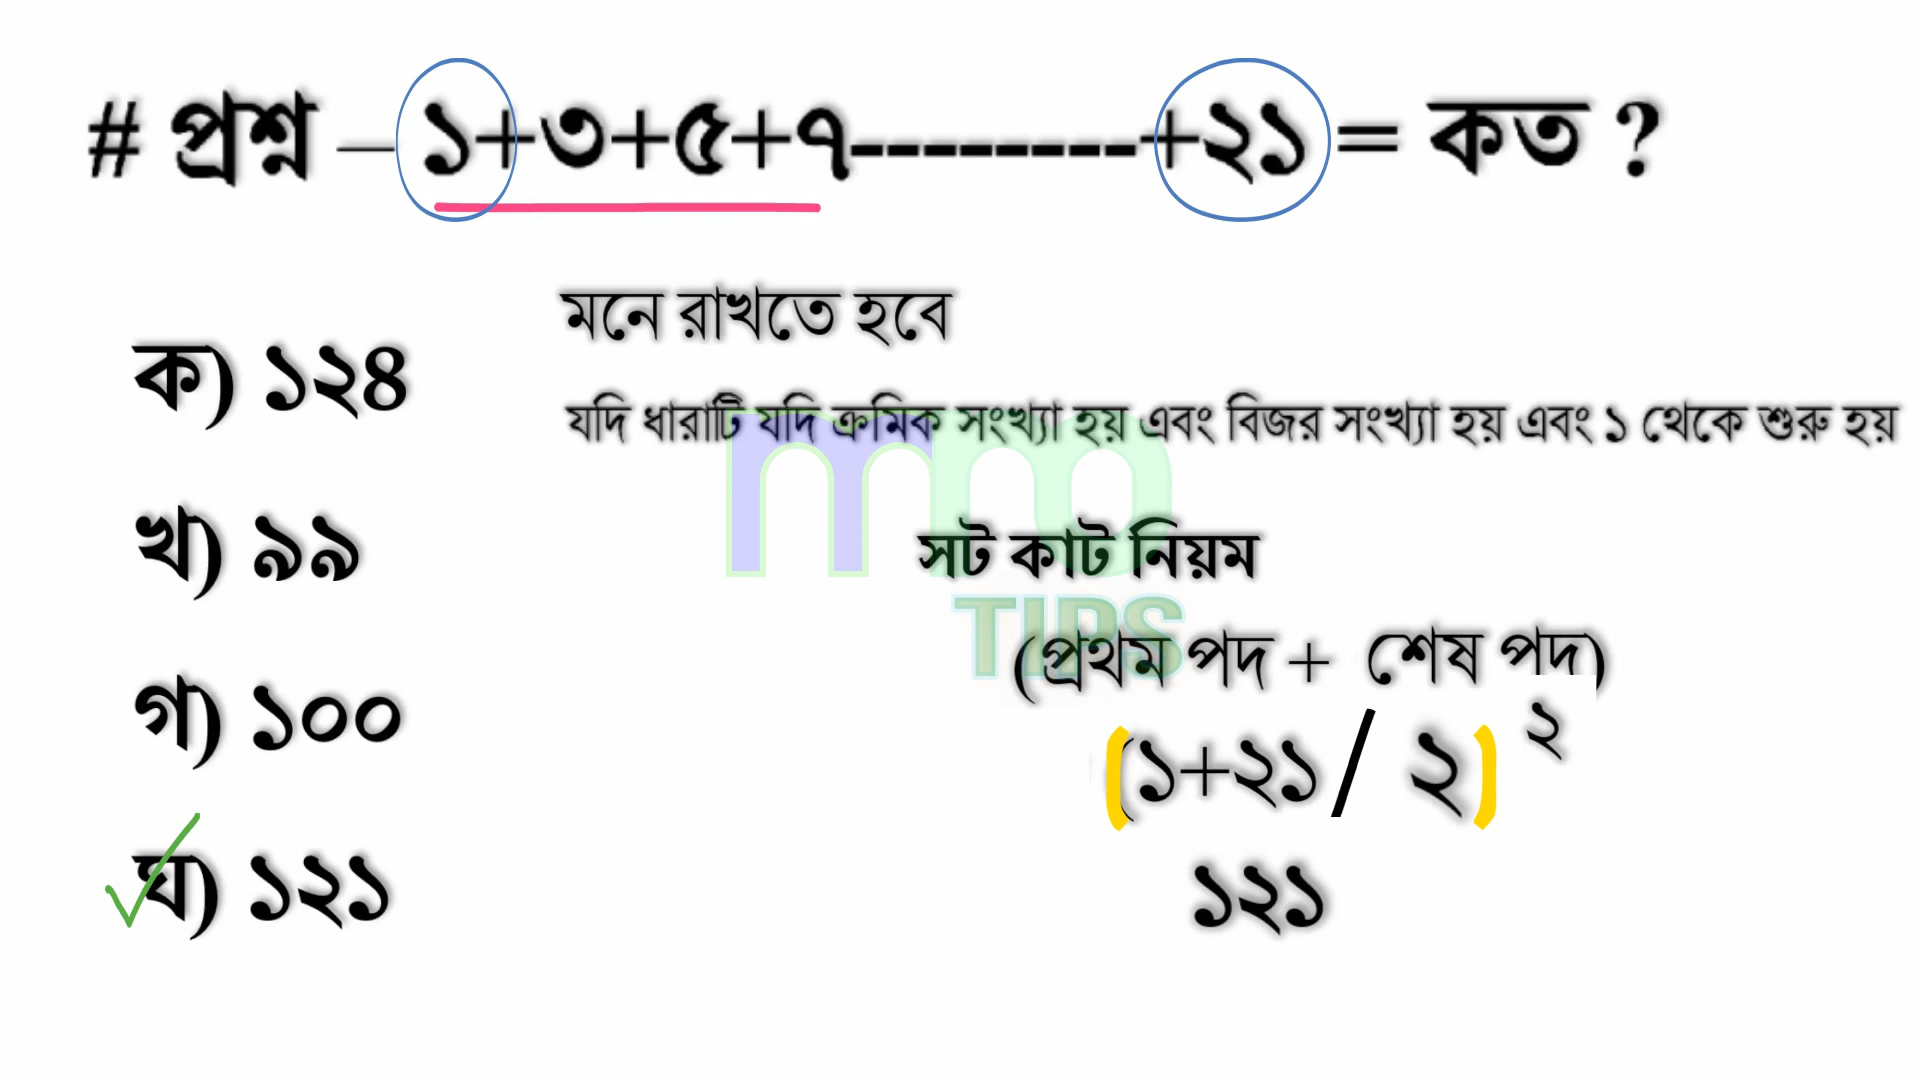 # প্রশ্ন – ১+৩+৫+৭--------+২১ = কত ?
মনে রাখতে হবে
ক) ১২৪
যদি ধারাটি যদি ক্রমিক সংখ্যা হয় এবং বিজর সংখ্যা হয় এবং ১ থেকে শুরু হয়
mno
খ) ৯৯
সট কাট নিয়ম
TIPS
(প্রথম পদ + শেষ পদ)
গ) ১০০
(১+২১/ ২) ২
ঘ) ১২১
১২১